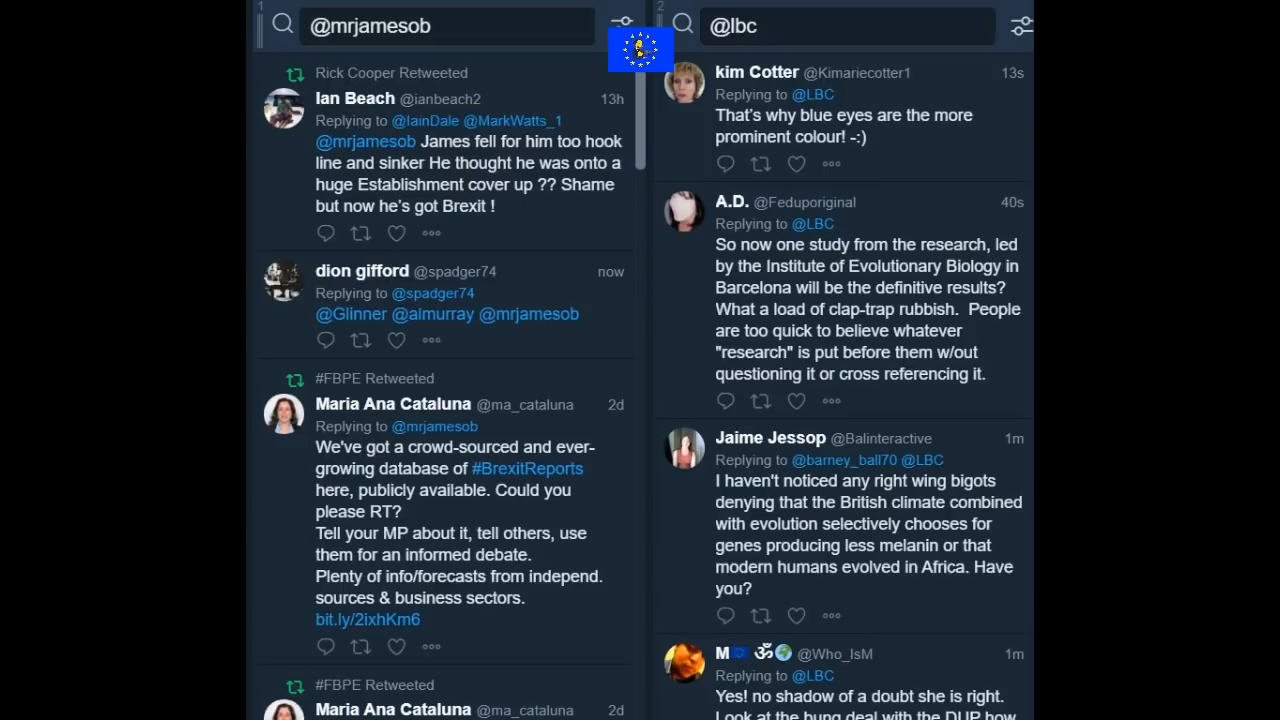 1
@mrjamesob
Rick Cooper Retweeted
Ian Beach @ianbeach2 13h
Replying to @IainDale @MarkWatts_1
@mrjamesob James fell for him too hook
line and sinker He thought he was onto a
huge Establishment cover up ?? Shame
but now he's got Brexit !
dion gifford @spadger74 now
Replying to @spadger74
@Glinner @almurray @mrjamesob
#FBPE Retweeted
Maria Ana Cataluna @ma_cataluna 2d
Replying to @mrjamesob
We've got a crowd-sourced and ever-
growing database of #BrexitReports
here, publicly available. Could you
please RT?
Tell your MP about it, tell others, use
them for an informed debate.
Plenty of info/forecasts from independ.
sources & business sectors.
bit.ly/2ixhKm6
#FBPE Retweeted
Maria Ana Cataluna @ma_cataluna 2d
2
@lbc
kim Cotter @Kimariecotter1 13s
Replying to @LBC
That's why blue eyes are the more
prominent colour! -:)
A.D. @Feduporiginal 40s
Replying to @LBC
So now one study from the research, led
by the Institute of Evolutionary Biology in
Barcelona will be the definitive results?
What a load of clap-trap rubbish.  People
are too quick to believe whatever
"research" is put before them w/out
questioning it or cross referencing it.
Jaime Jessop @Balinteractive 1m
Replying to @barney_ball70 @LBC
I haven't noticed any right wing bigots
denying that the British climate combined
with evolution selectively chooses for
genes producing less melanin or that
modern humans evolved in Africa. Have
you?
M🇪🇺 🕉🌍 @Who_IsM 1m
Replying to @LBC
Yes! no shadow of a doubt she is right.
Look at the bung deal with the DUP how